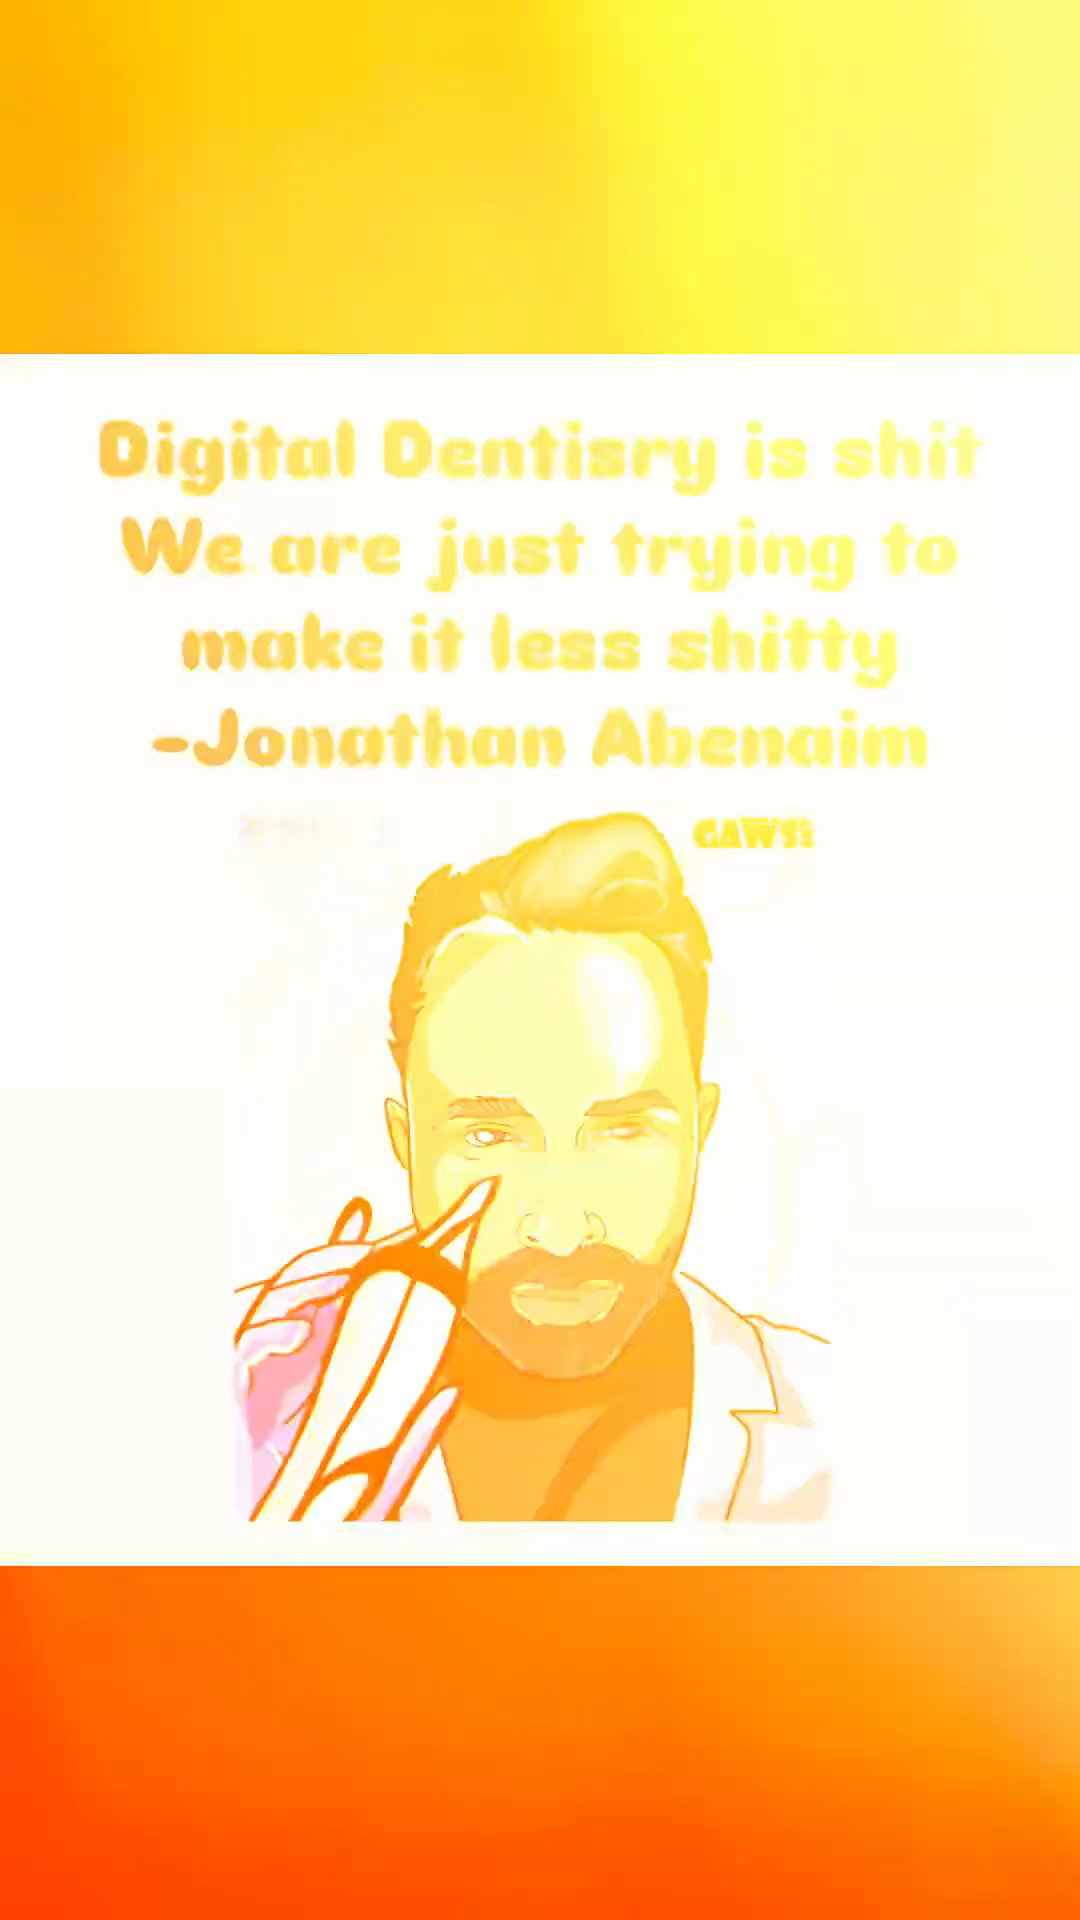 Digital Dentisry is shit
We are just trying to
make it less shitty
-Jonathan Abenaim
GAWS